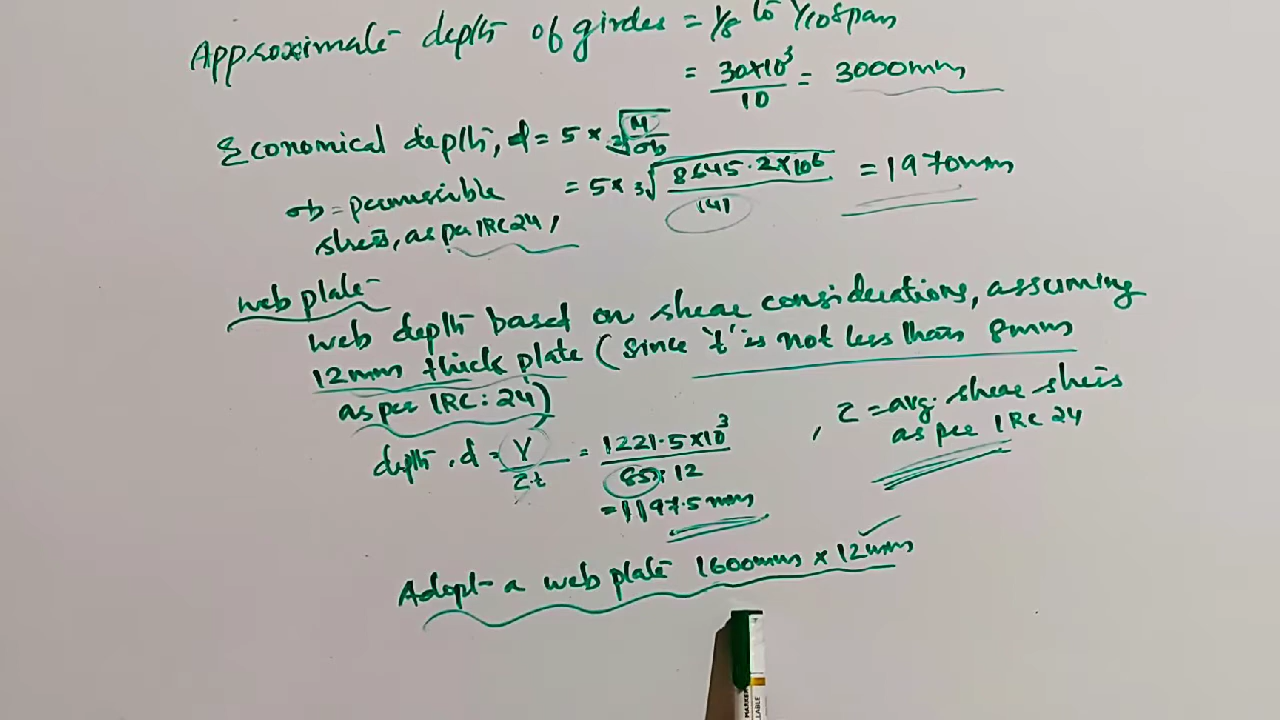 Approximate depth of girder = 1/8 to 1/10 span
= 30×10³/10 = 3000mm
Economical depth, d = 5 × ³√(M/σb)
= 5 × ³√(8645.2×10⁶/141) = 1970mm
σb = permissible
stress, as per IRC 24,
web plate
web depth based on shear considerations, assuming
12mm thick plate (since 't' is not less than 8mm
as per IRC: 24)
depth, d = V/τ.t = 1221.5×10³/85×12 , τ = avg. shear stress
as per IRC 24
= 1197.5 mm
Adopt a web plate 1600mm × 12mm
MARKER